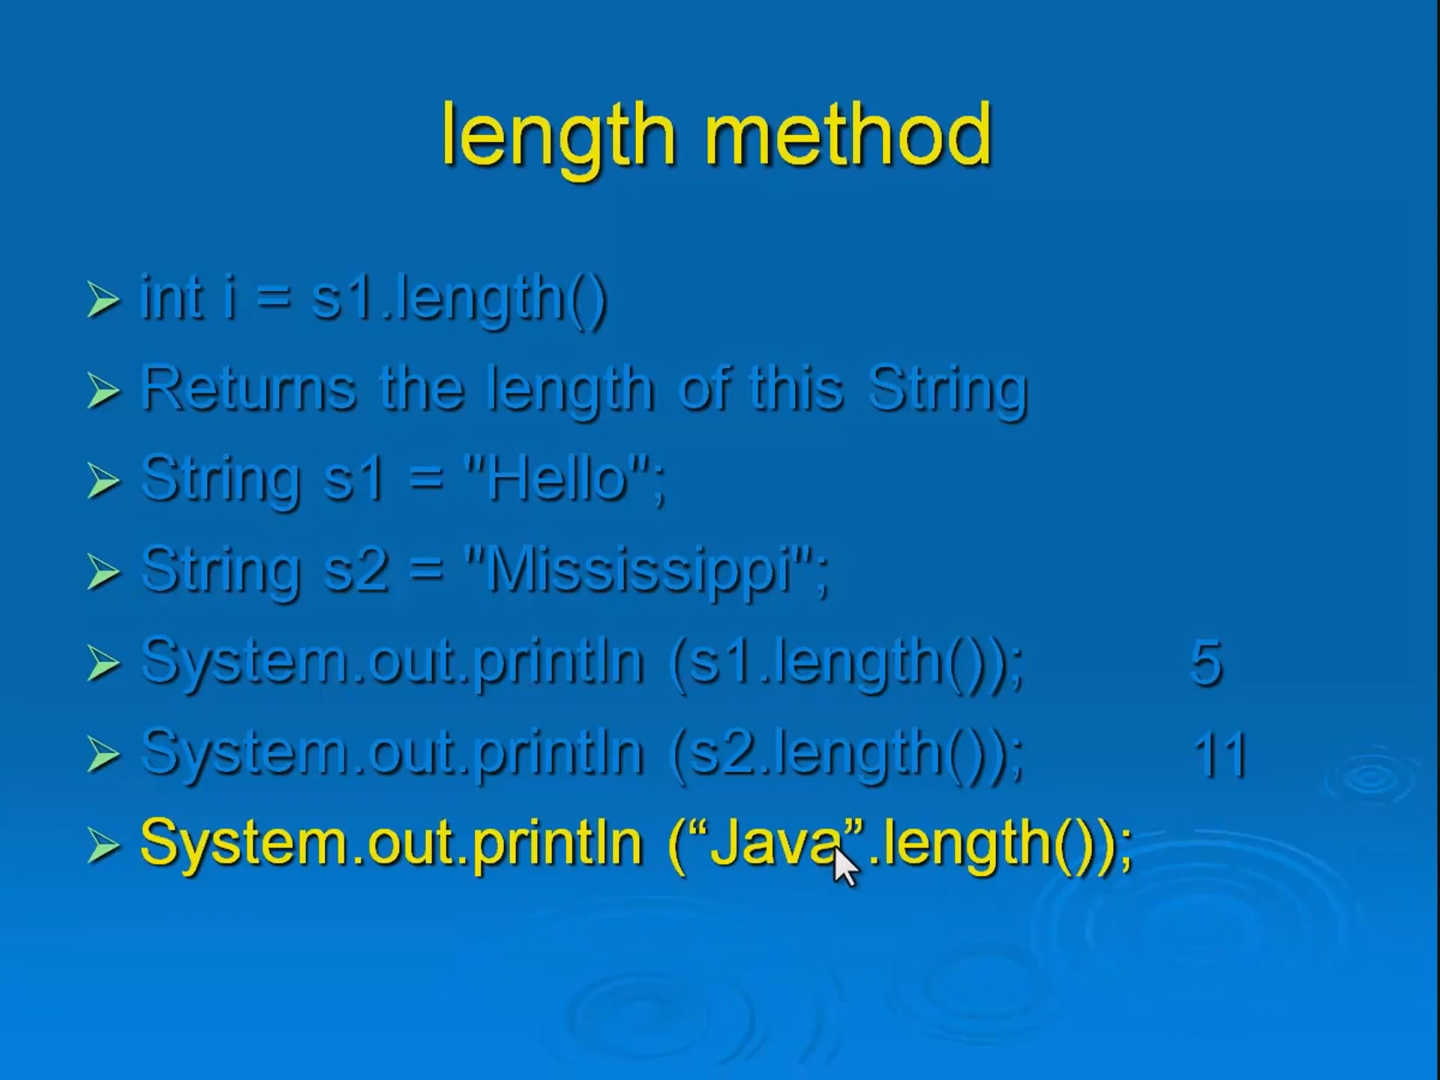 length method
int i = s1.length()
Returns the length of this String
String s1 = "Hello";
String s2 = "Mississippi";
System.out.println (s1.length()); 5
System.out.println (s2.length()); 11
System.out.println (“Java”.length());